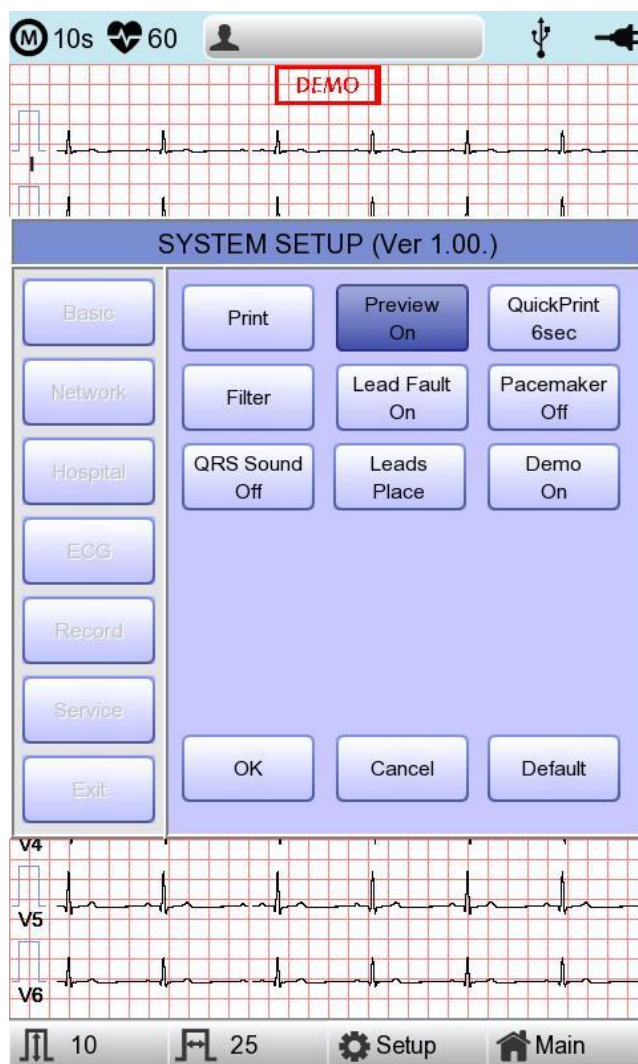 M 10s 60
DEMO
I
SYSTEM SETUP (Ver 1.00.)
Basic
Network
Hospital
ECG
Record
Service
Exit
Print
Preview
On
QuickPrint
6sec
Filter
Lead Fault
On
Pacemaker
Off
QRS Sound
Off
Leads
Place
Demo
On
OK
Cancel
Default
V4
V5
V6
10
25
Setup
Main